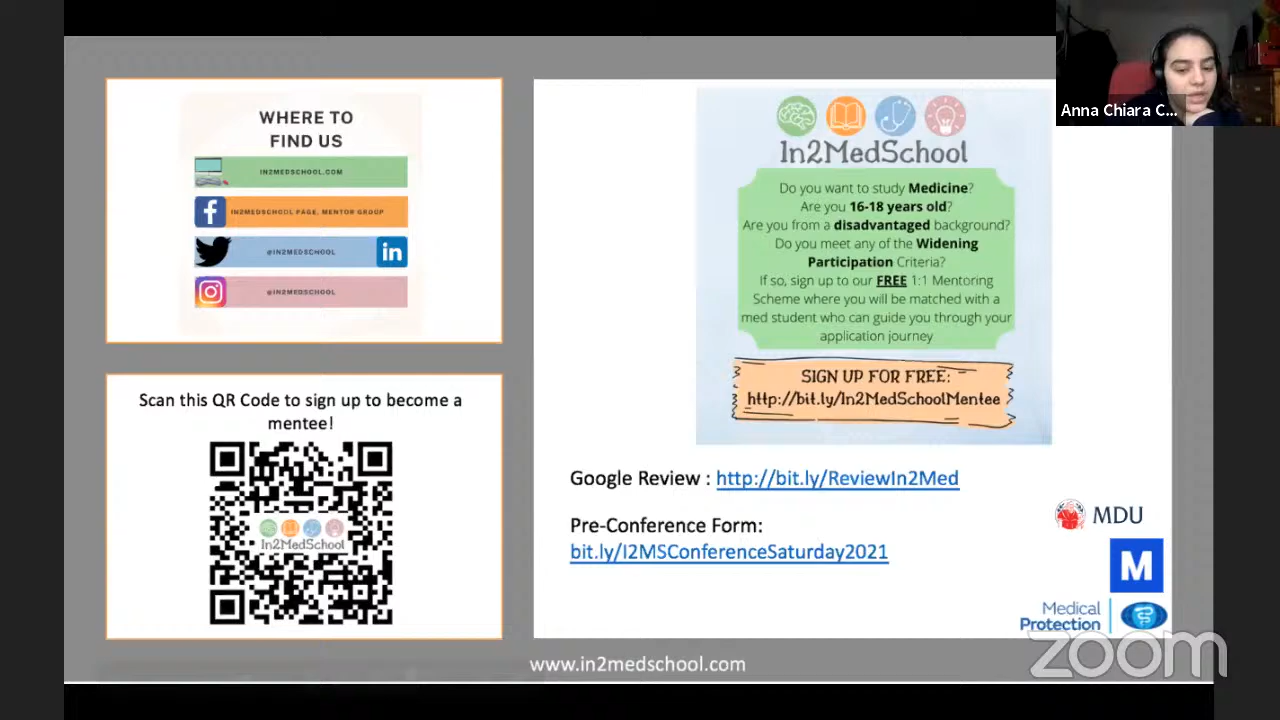 WHERE TO
FIND US
IN2MEDSCHOOL.COM
IN2MEDSCHOOL PAGE, MENTOR GROUP
@IN2MEDSCHOOL
in
@IN2MEDSCHOOL
Scan this QR Code to sign up to become a
mentee!
In2MedSchool
In2MedSchool
Do you want to study Medicine?
Are you 16-18 years old?
Are you from a disadvantaged background?
Do you meet any of the Widening
Participation Criteria?
If so, sign up to our FREE 1:1 Mentoring
Scheme where you will be matched with a
med student who can guide you through your
application journey
SIGN UP FOR FREE:
http://bit.ly/In2MedSchoolMentee
Google Review : http://bit.ly/ReviewIn2Med
Pre-Conference Form:
bit.ly/I2MSConferenceSaturday2021
MDU
M
Medical
Protection
www.in2medschool.com
Anna Chiara C...
zoom